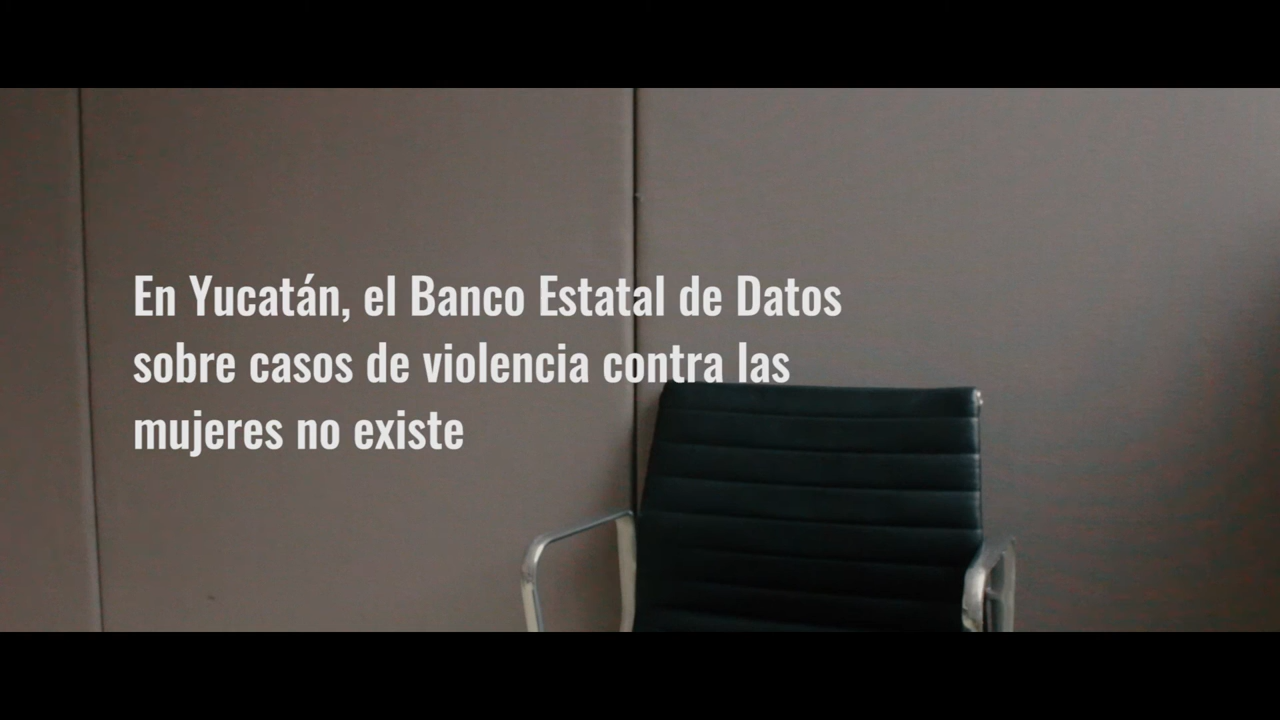 En Yucatán, el Banco Estatal de Datos
sobre casos de violencia contra las
mujeres no existe